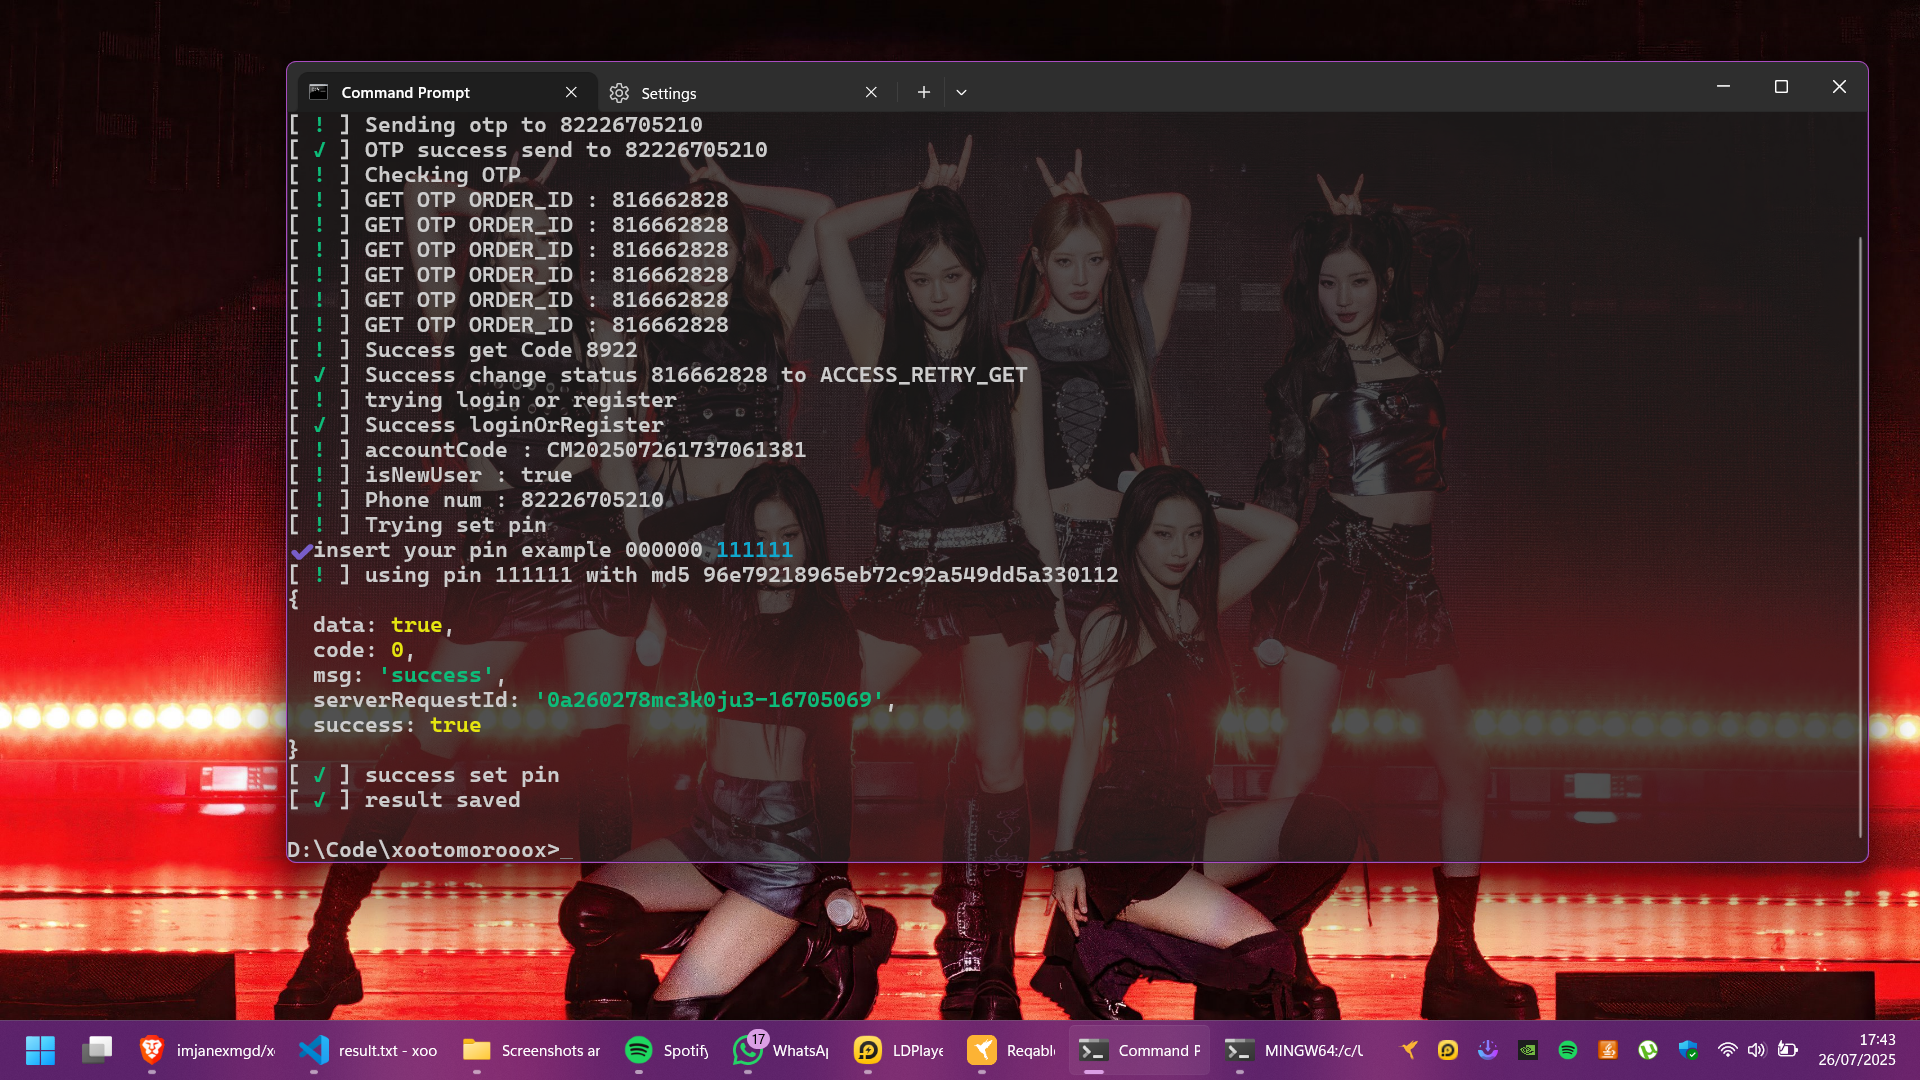 Command Prompt
Settings
[ ! ] Sending otp to 82226705210
[ ✓ ] OTP success send to 82226705210
[ ! ] Checking OTP
[ ! ] GET OTP ORDER_ID : 816662828
[ ! ] GET OTP ORDER_ID : 816662828
[ ! ] GET OTP ORDER_ID : 816662828
[ ! ] GET OTP ORDER_ID : 816662828
[ ! ] GET OTP ORDER_ID : 816662828
[ ! ] GET OTP ORDER_ID : 816662828
[ ! ] Success get Code 8922
[ ✓ ] Success change status 816662828 to ACCESS_RETRY_GET
[ ! ] trying login or register
[ ✓ ] Success loginOrRegister
[ ! ] accountCode : CM202507261737061381
[ ! ] isNewUser : true
[ ! ] Phone num : 82226705210
[ ! ] Trying set pin
✔insert your pin example 000000 111111
[ ! ] using pin 111111 with md5 96e79218965eb72c92a549dd5a330112
{
  data: true,
  code: 0,
  msg: 'success',
  serverRequestId: '0a260278mc3k0ju3-16705069',
  success: true
}
[ ✓ ] success set pin
[ ✓ ] result saved
D:\Code\xootomorooox>_
imjanexmgd/x
result.txt - xoo
Screenshots ar
Spotify
17
WhatsAp
LDPlaye
Reqable
Command P
MINGW64:/c/U
17:43
26/07/2025